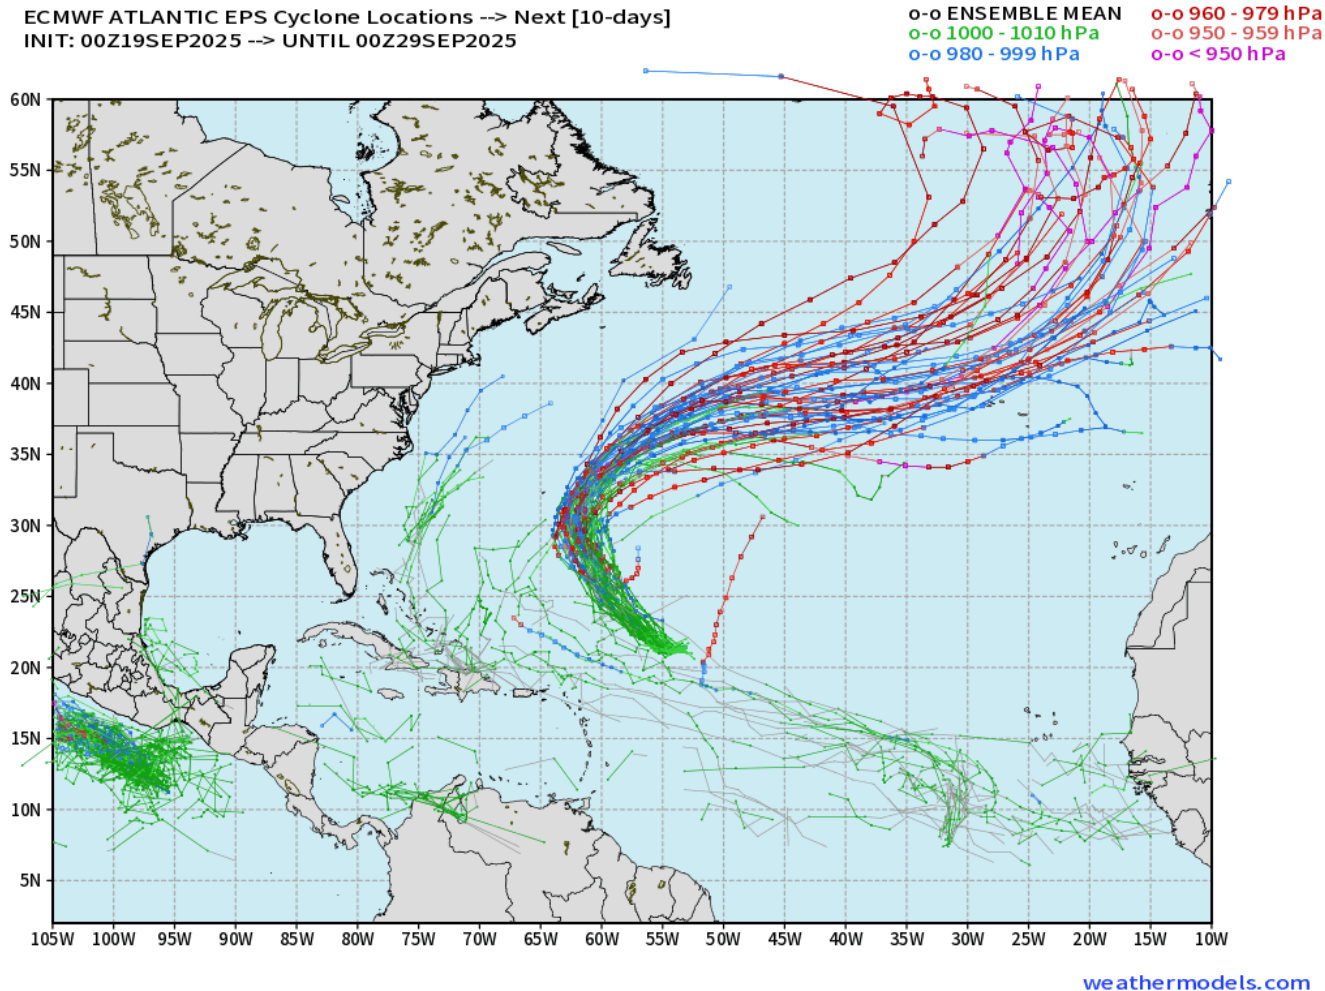 ECMWF ATLANTIC EPS Cyclone Locations --> Next [10-days]
INIT: 00Z19SEP2025 --> UNTIL 00Z29SEP2025
o-o ENSEMBLE MEAN
o-o 960 - 979 hPa
o-o 1000 - 1010 hPa
o-o 950 - 959 hPa
o-o 980 - 999 hPa
o-o < 950 hPa
60N
55N
50N
45N
40N
35N
30N
25N
20N
15N
10N
5N
105W 100W 95W 90W 85W 80W 75W 70W 65W 60W 55W 50W 45W 40W 35W 30W 25W 20W 15W 10W
weathermodels.com